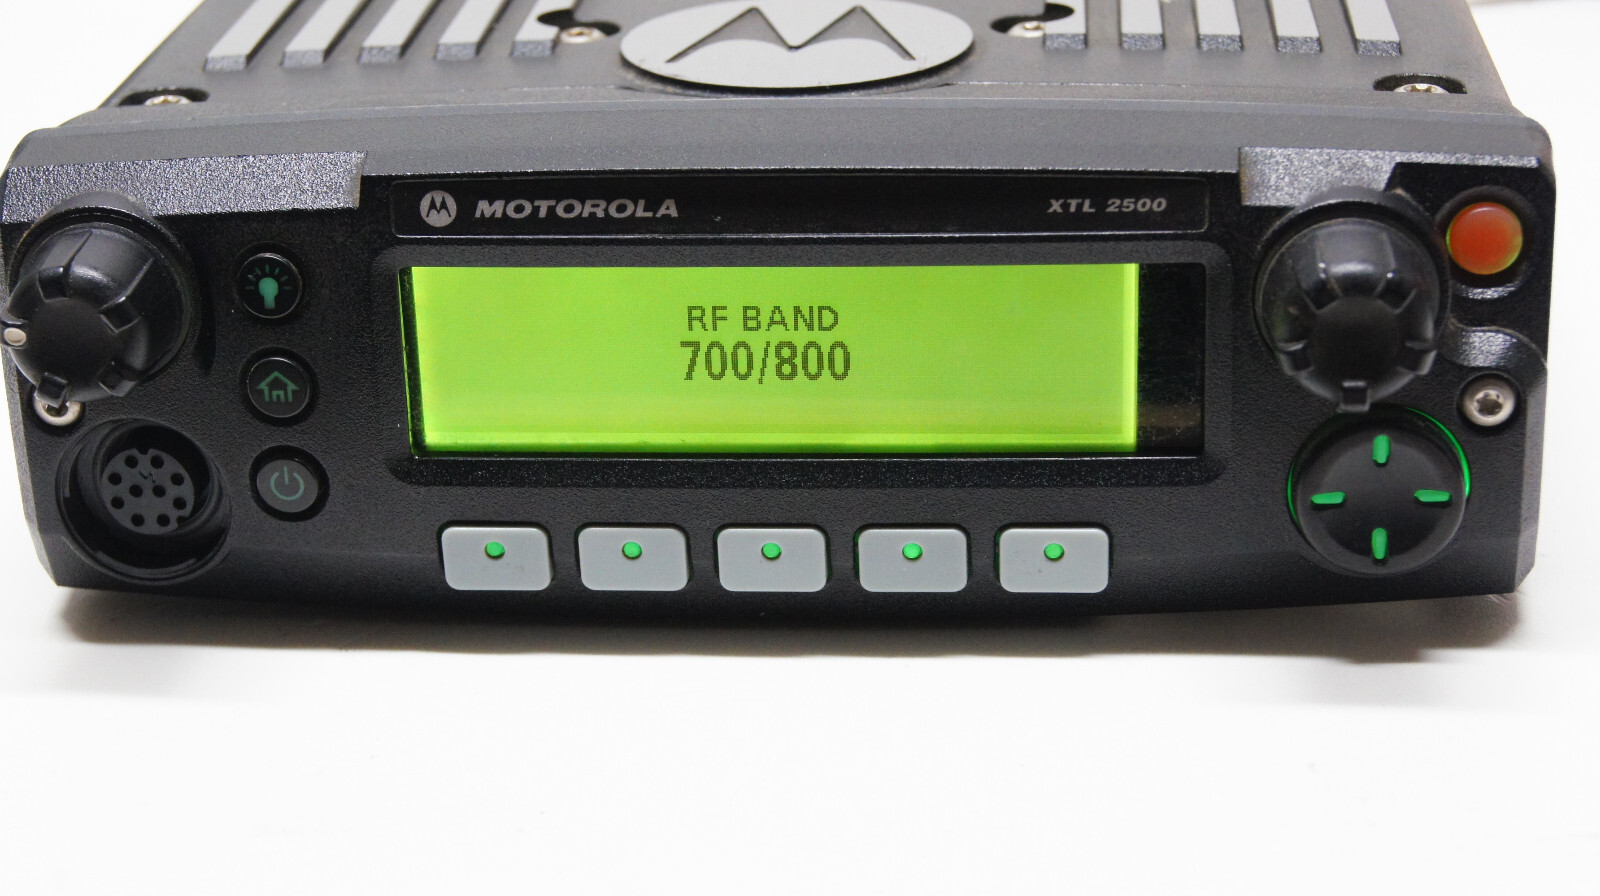 MOTOROLA
XTL 2500
RF BAND
700/800